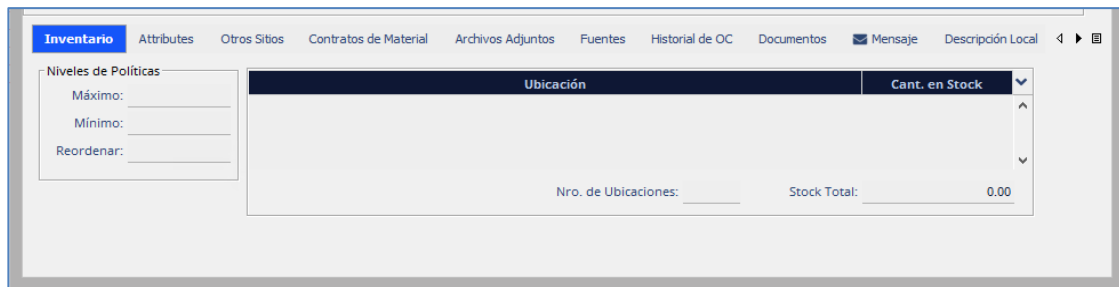 Inventario Attributes Otros Sitios Contratos de Material Archivos Adjuntos Fuentes Historial de OC Documentos Mensaje Descripción Local
Niveles de Políticas
Ubicación Cant. en Stock
Máximo:
Mínimo:
Reordenar:
Nro. de Ubicaciones: Stock Total: 0.00